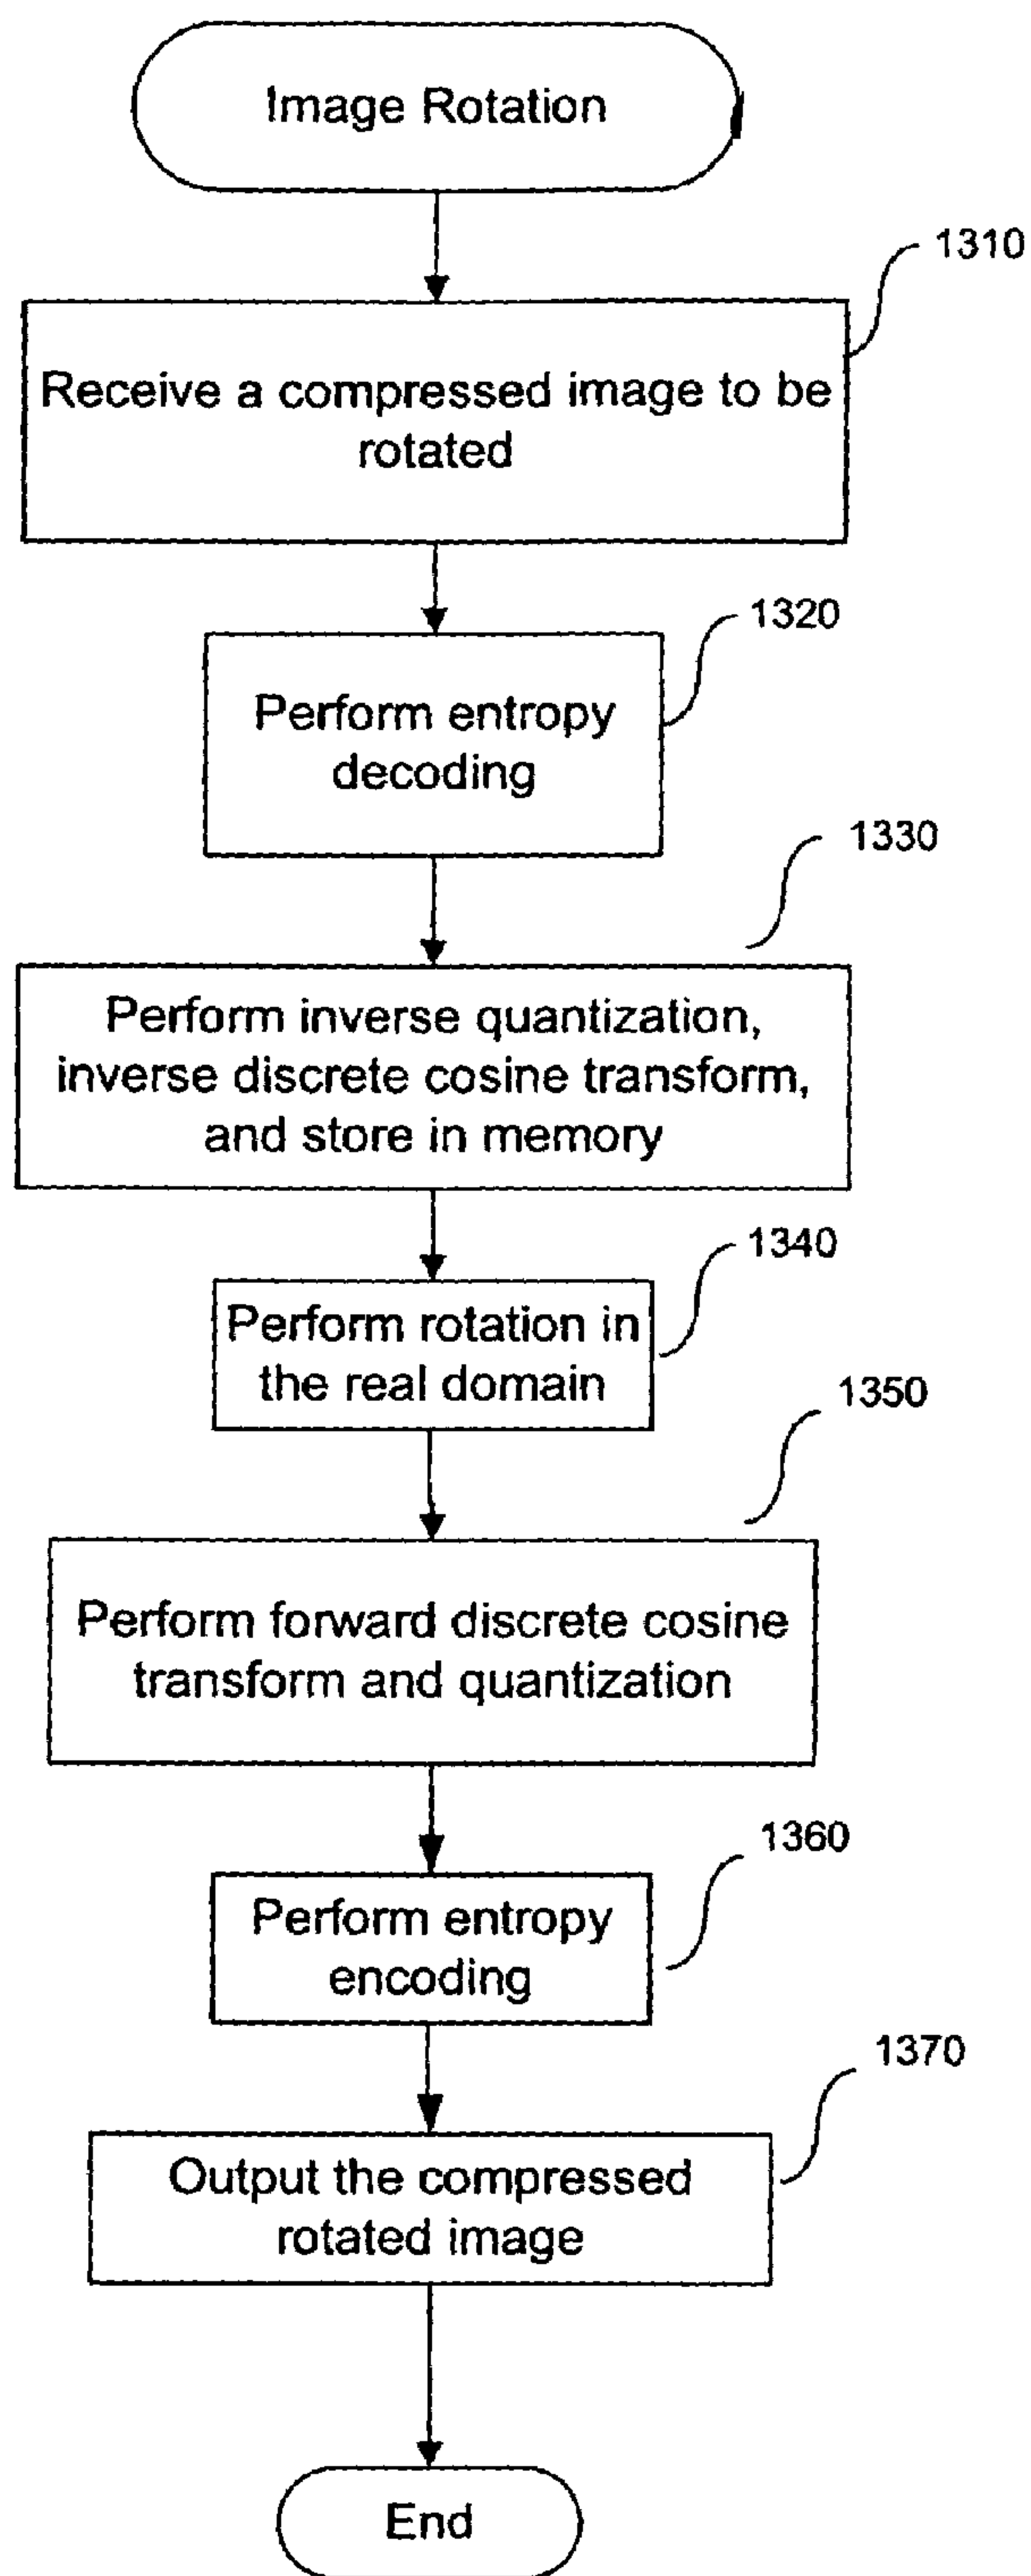 Image Rotation
1310
Receive a compressed image to be
rotated
1320
Perform entropy
decoding
1330
Perform inverse quantization,
inverse discrete cosine transform,
and store in memory
1340
Perform rotation in
the real domain
1350
Perform forward discrete cosine
transform and quantization
1360
Perform entropy
encoding
1370
Output the compressed
rotated image
End